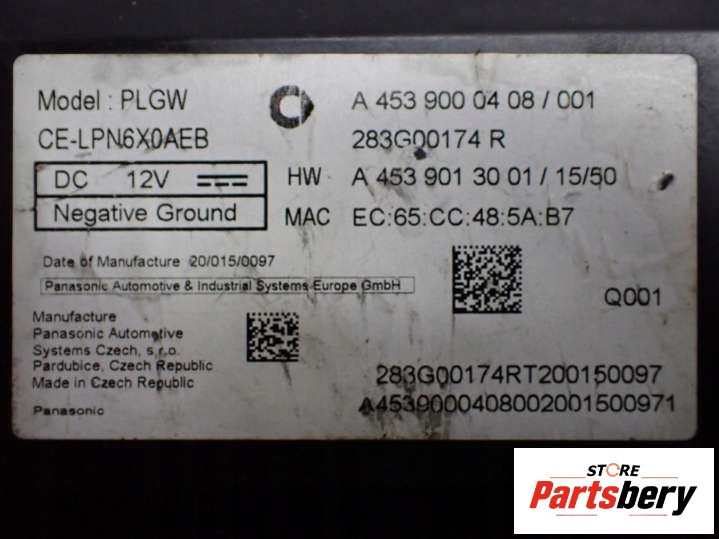 Model : PLGW
A 453 900 04 08 / 001
CE-LPN6X0AEB
283G00174 R
DC 12V
HW A 453 901 30 01 / 15/50
Negative Ground
MAC EC:65:CC:48:5A:B7
Date of Manufacture 20/015/0097
Panasonic Automotive & Industrial Systems Europe GmbH
Q001
Manufacture
Panasonic Automotive
Systems Czech, s.r.o.
Pardubice, Czech Republic
Made in Czech Republic
283G00174RT200150097
Panasonic
A4539000408002001500971
STORE
Partsbery